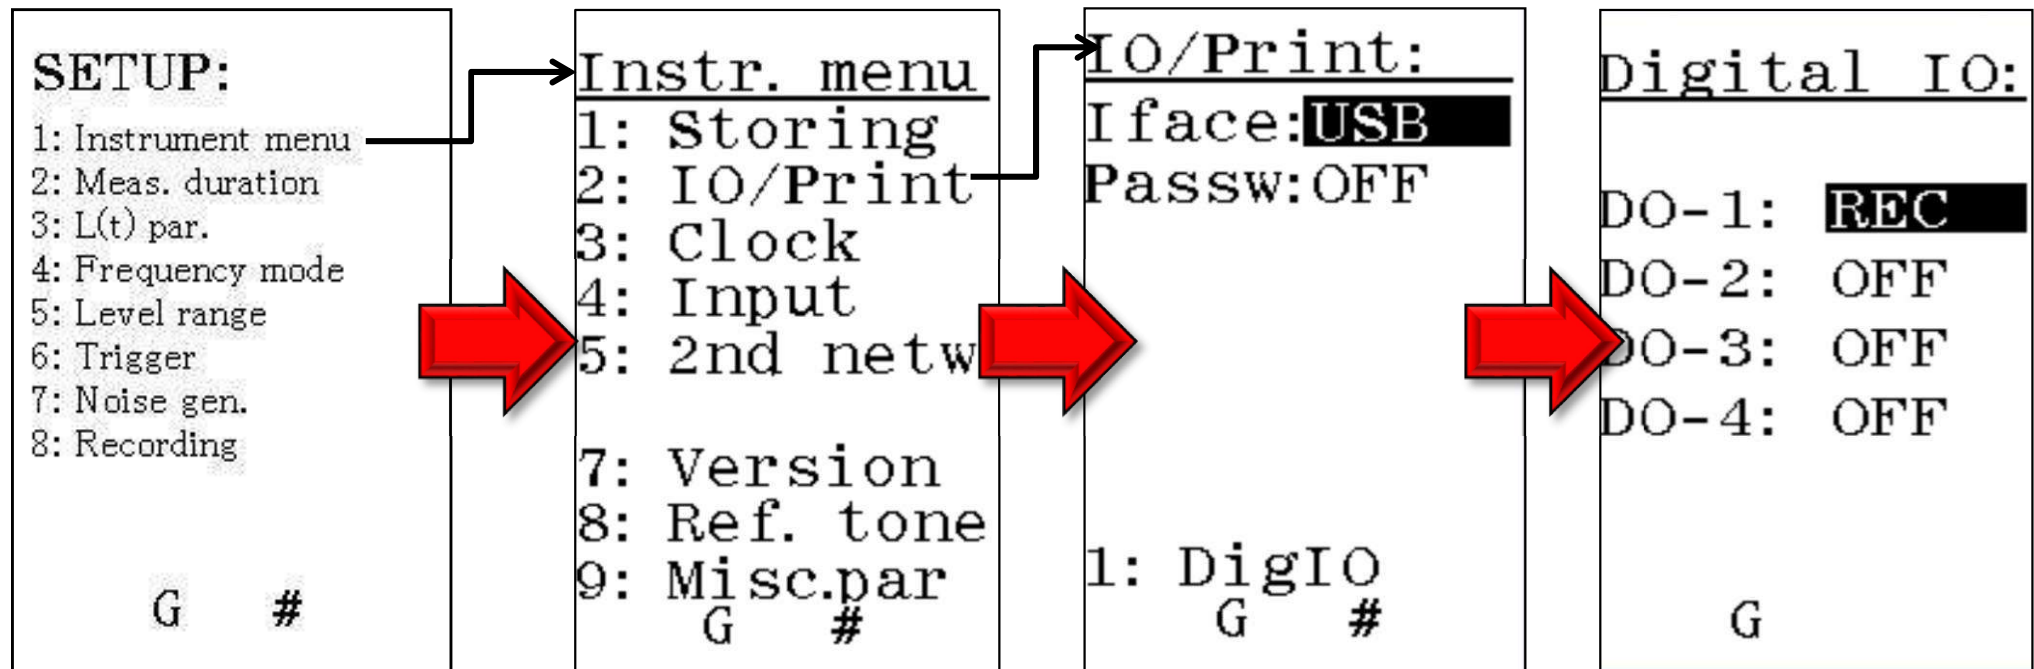 SETUP:
1: Instrument menu
2: Meas. duration
3: L(t) par.
4: Frequency mode
5: Level range
6: Trigger
7: Noise gen.
8: Recording
G #
Instr. menu
1: Storing
2: IO/Print
3: Clock
4: Input
5: 2nd netw
7: Version
8: Ref. tone
9: Misc.par
G #
IO/Print:
Iface:USB
Passw:OFF
1: DigIO
G #
Digital IO:
DO-1: REC
DO-2: OFF
DO-3: OFF
DO-4: OFF
G